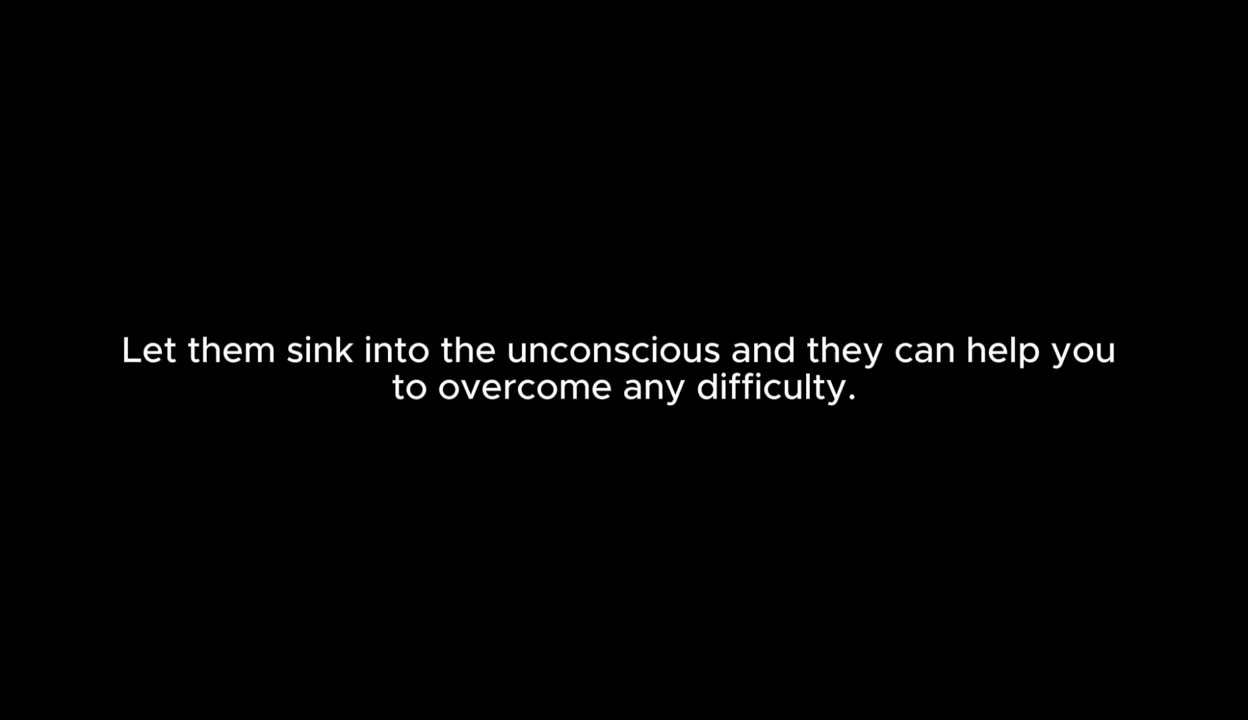 Let them sink into the unconscious and they can help you
to overcome any difficulty.